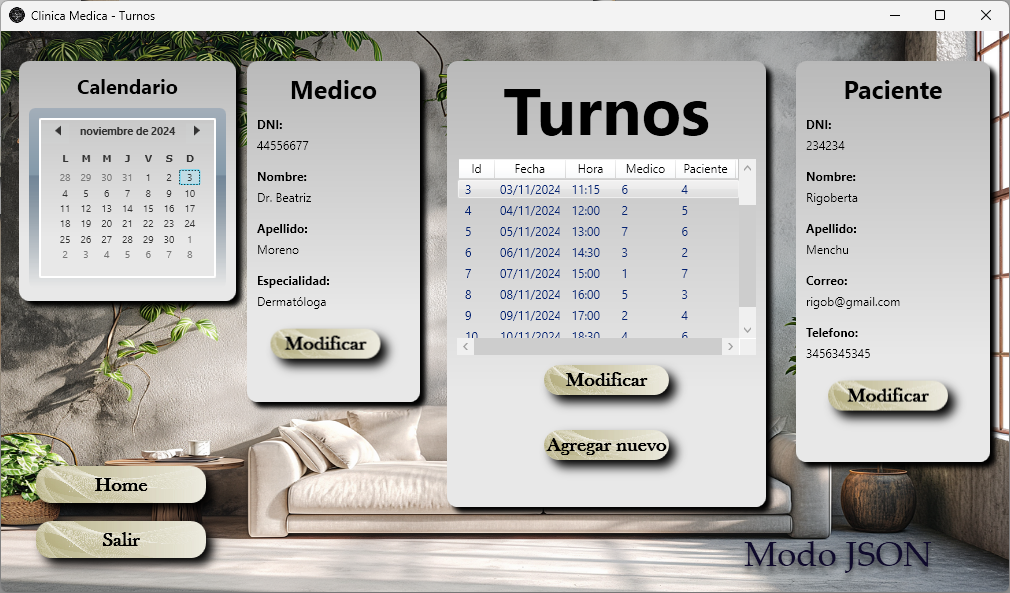 Clinica Medica - Turnos
Calendario
noviembre de 2024
L M M J V S D
28 29 30 31 1 2 3
4 5 6 7 8 9 10
11 12 13 14 15 16 17
18 19 20 21 22 23 24
25 26 27 28 29 30 1
2 3 4 5 6 7 8
Medico
DNI:
44556677
Nombre:
Dr. Beatriz
Apellido:
Moreno
Especialidad:
Dermatóloga
Modificar
Turnos
Id Fecha Hora Medico Paciente
3 03/11/2024 11:15 6 4
4 04/11/2024 12:00 2 5
5 05/11/2024 13:00 7 6
6 06/11/2024 14:30 3 2
7 07/11/2024 15:00 1 7
8 08/11/2024 16:00 5 3
9 09/11/2024 17:00 2 4
10 10/11/2024 18:30 4 6
Modificar
Agregar nuevo
Paciente
DNI:
234234
Nombre:
Rigoberta
Apellido:
Menchu
Correo:
rigob@gmail.com
Telefono:
3456345345
Modificar
Home
Salir
Modo JSON